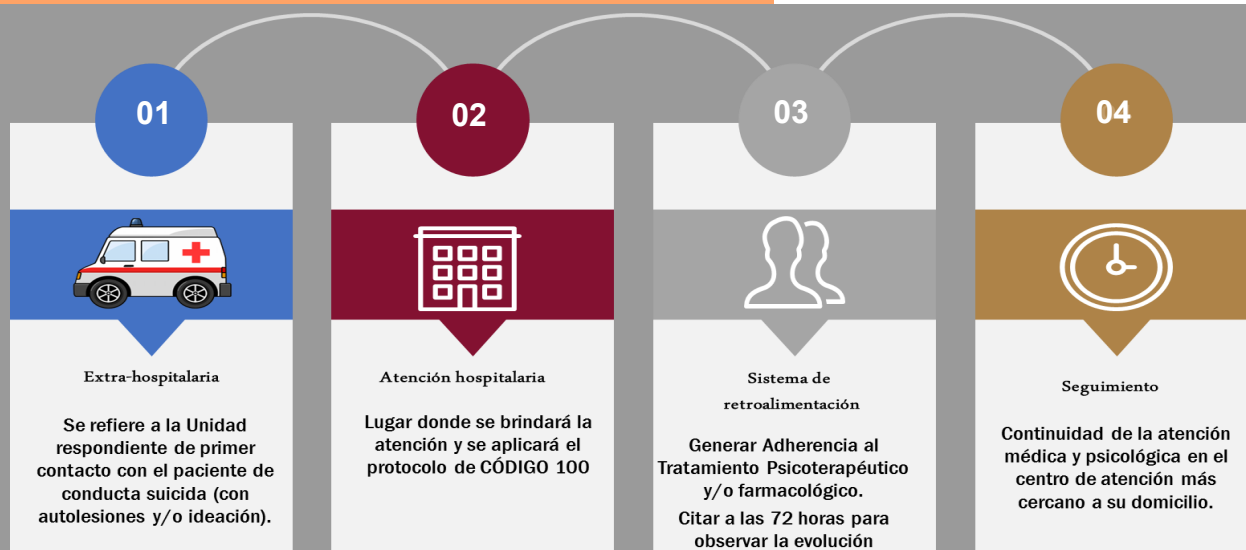 01
Extra-hospitalaria
Se refiere a la Unidad
respondiente de primer
contacto con el paciente de
conducta suicida (con
autolesiones y/o ideación).
02
Atención hospitalaria
Lugar donde se brindará la
atención y se aplicará el
protocolo de CÓDIGO 100
03
Sistema de
retroalimentación
Generar Adherencia al
Tratamiento Psicoterapéutico
y/o farmacológico.
Citar a las 72 horas para
observar la evolución
04
Seguimiento
Continuidad de la atención
médica y psicológica en el
centro de atención más
cercano a su domicilio.